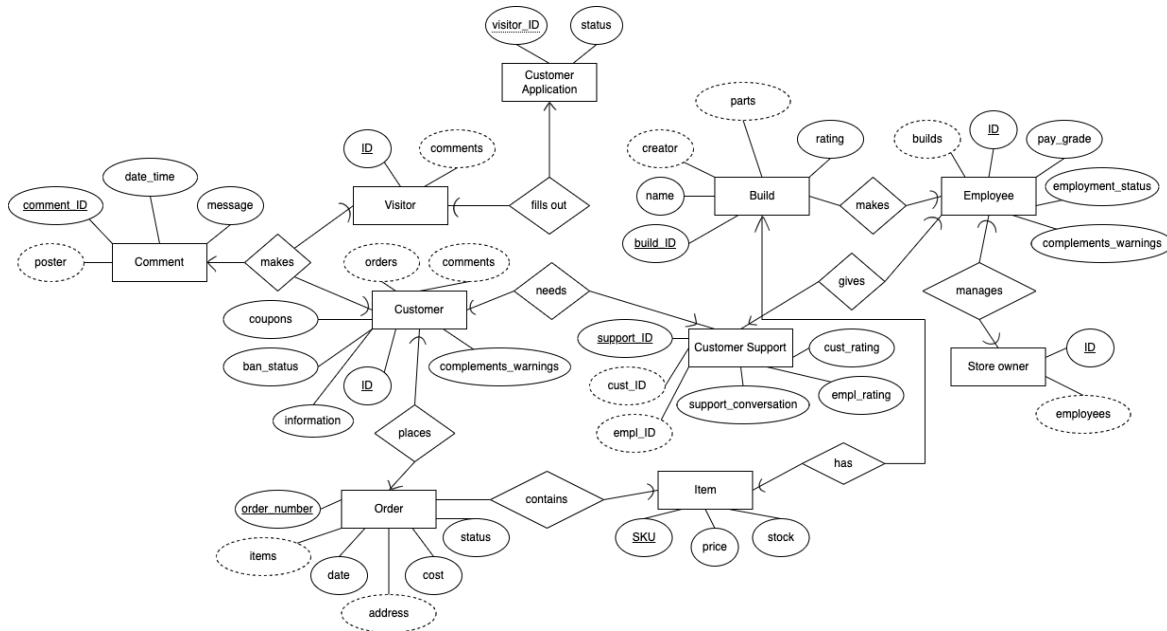 visitor_ID
status
Customer
Application
parts
ID
comments
creator
rating
builds
ID
pay_grade
date_time
comment_ID
message
Visitor
fills out
name
Build
makes
Employee
employment_status
poster
Comment
makes
orders
comments
build_ID
complements_warnings
Customer
needs
gives
manages
coupons
support_ID
Customer Support
cust_rating
ID
ban_status
ID
complements_warnings
cust_ID
empl_rating
Store owner
information
support_conversation
employees
places
empl_ID
has
order_number
Order
contains
Item
items
status
SKU
price
stock
date
cost
address